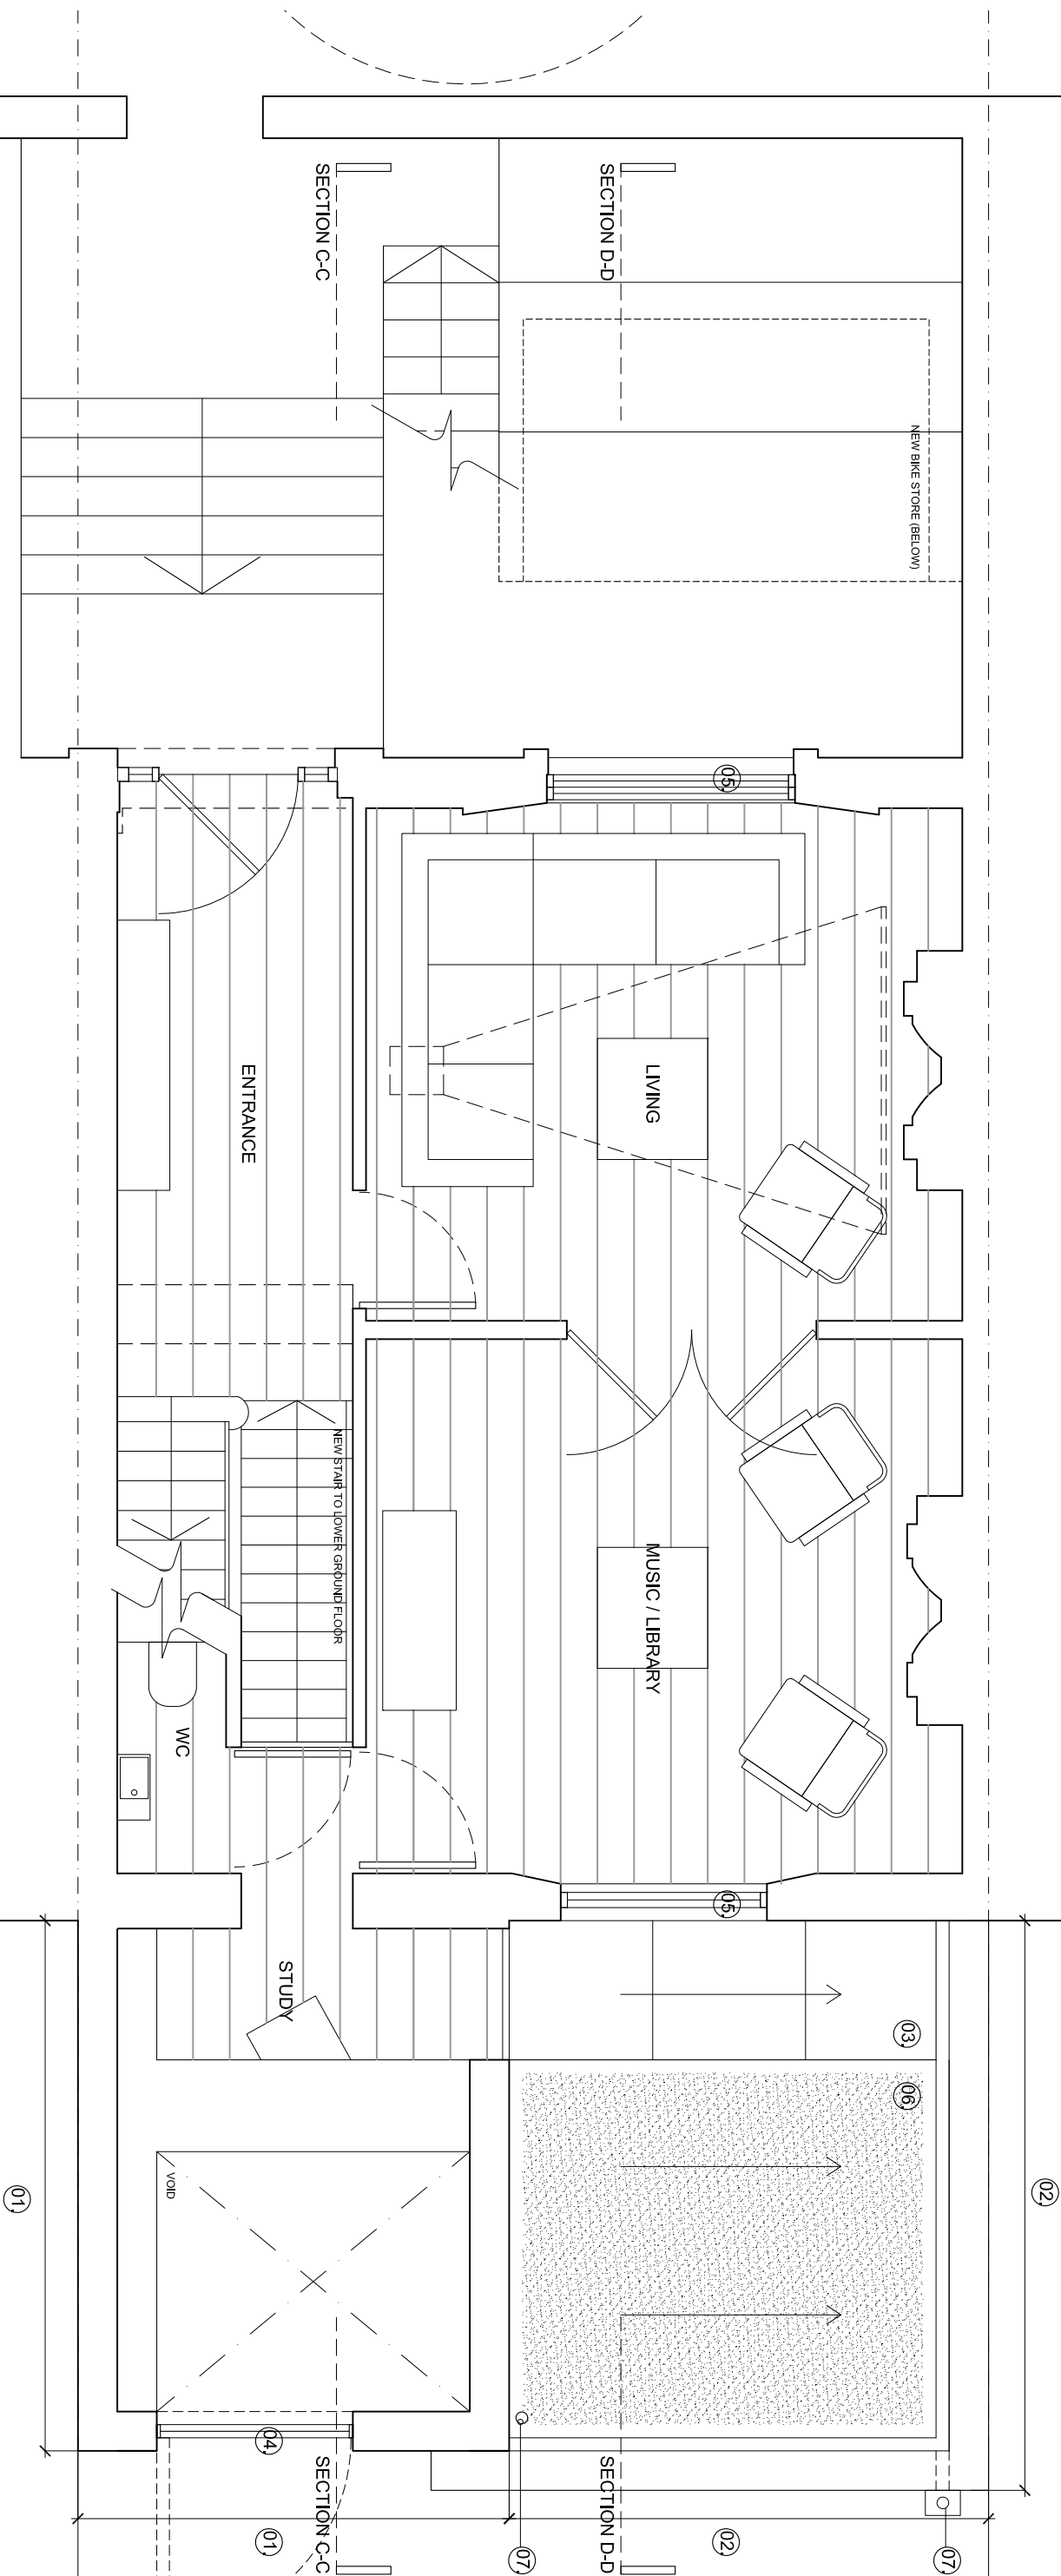 SECTION C-C
SECTION D-D
NEW BIKE STORE (BELOW)
05.
ENTRANCE
LIVING
NEW STAIR TO LOWER GROUND FLOOR
MUSIC / LIBRARY
WC
05.
STUDY
03.
06.
VOID
01.
02.
04.
SECTION C-C
SECTION D-D
01.
02.
07.
07.